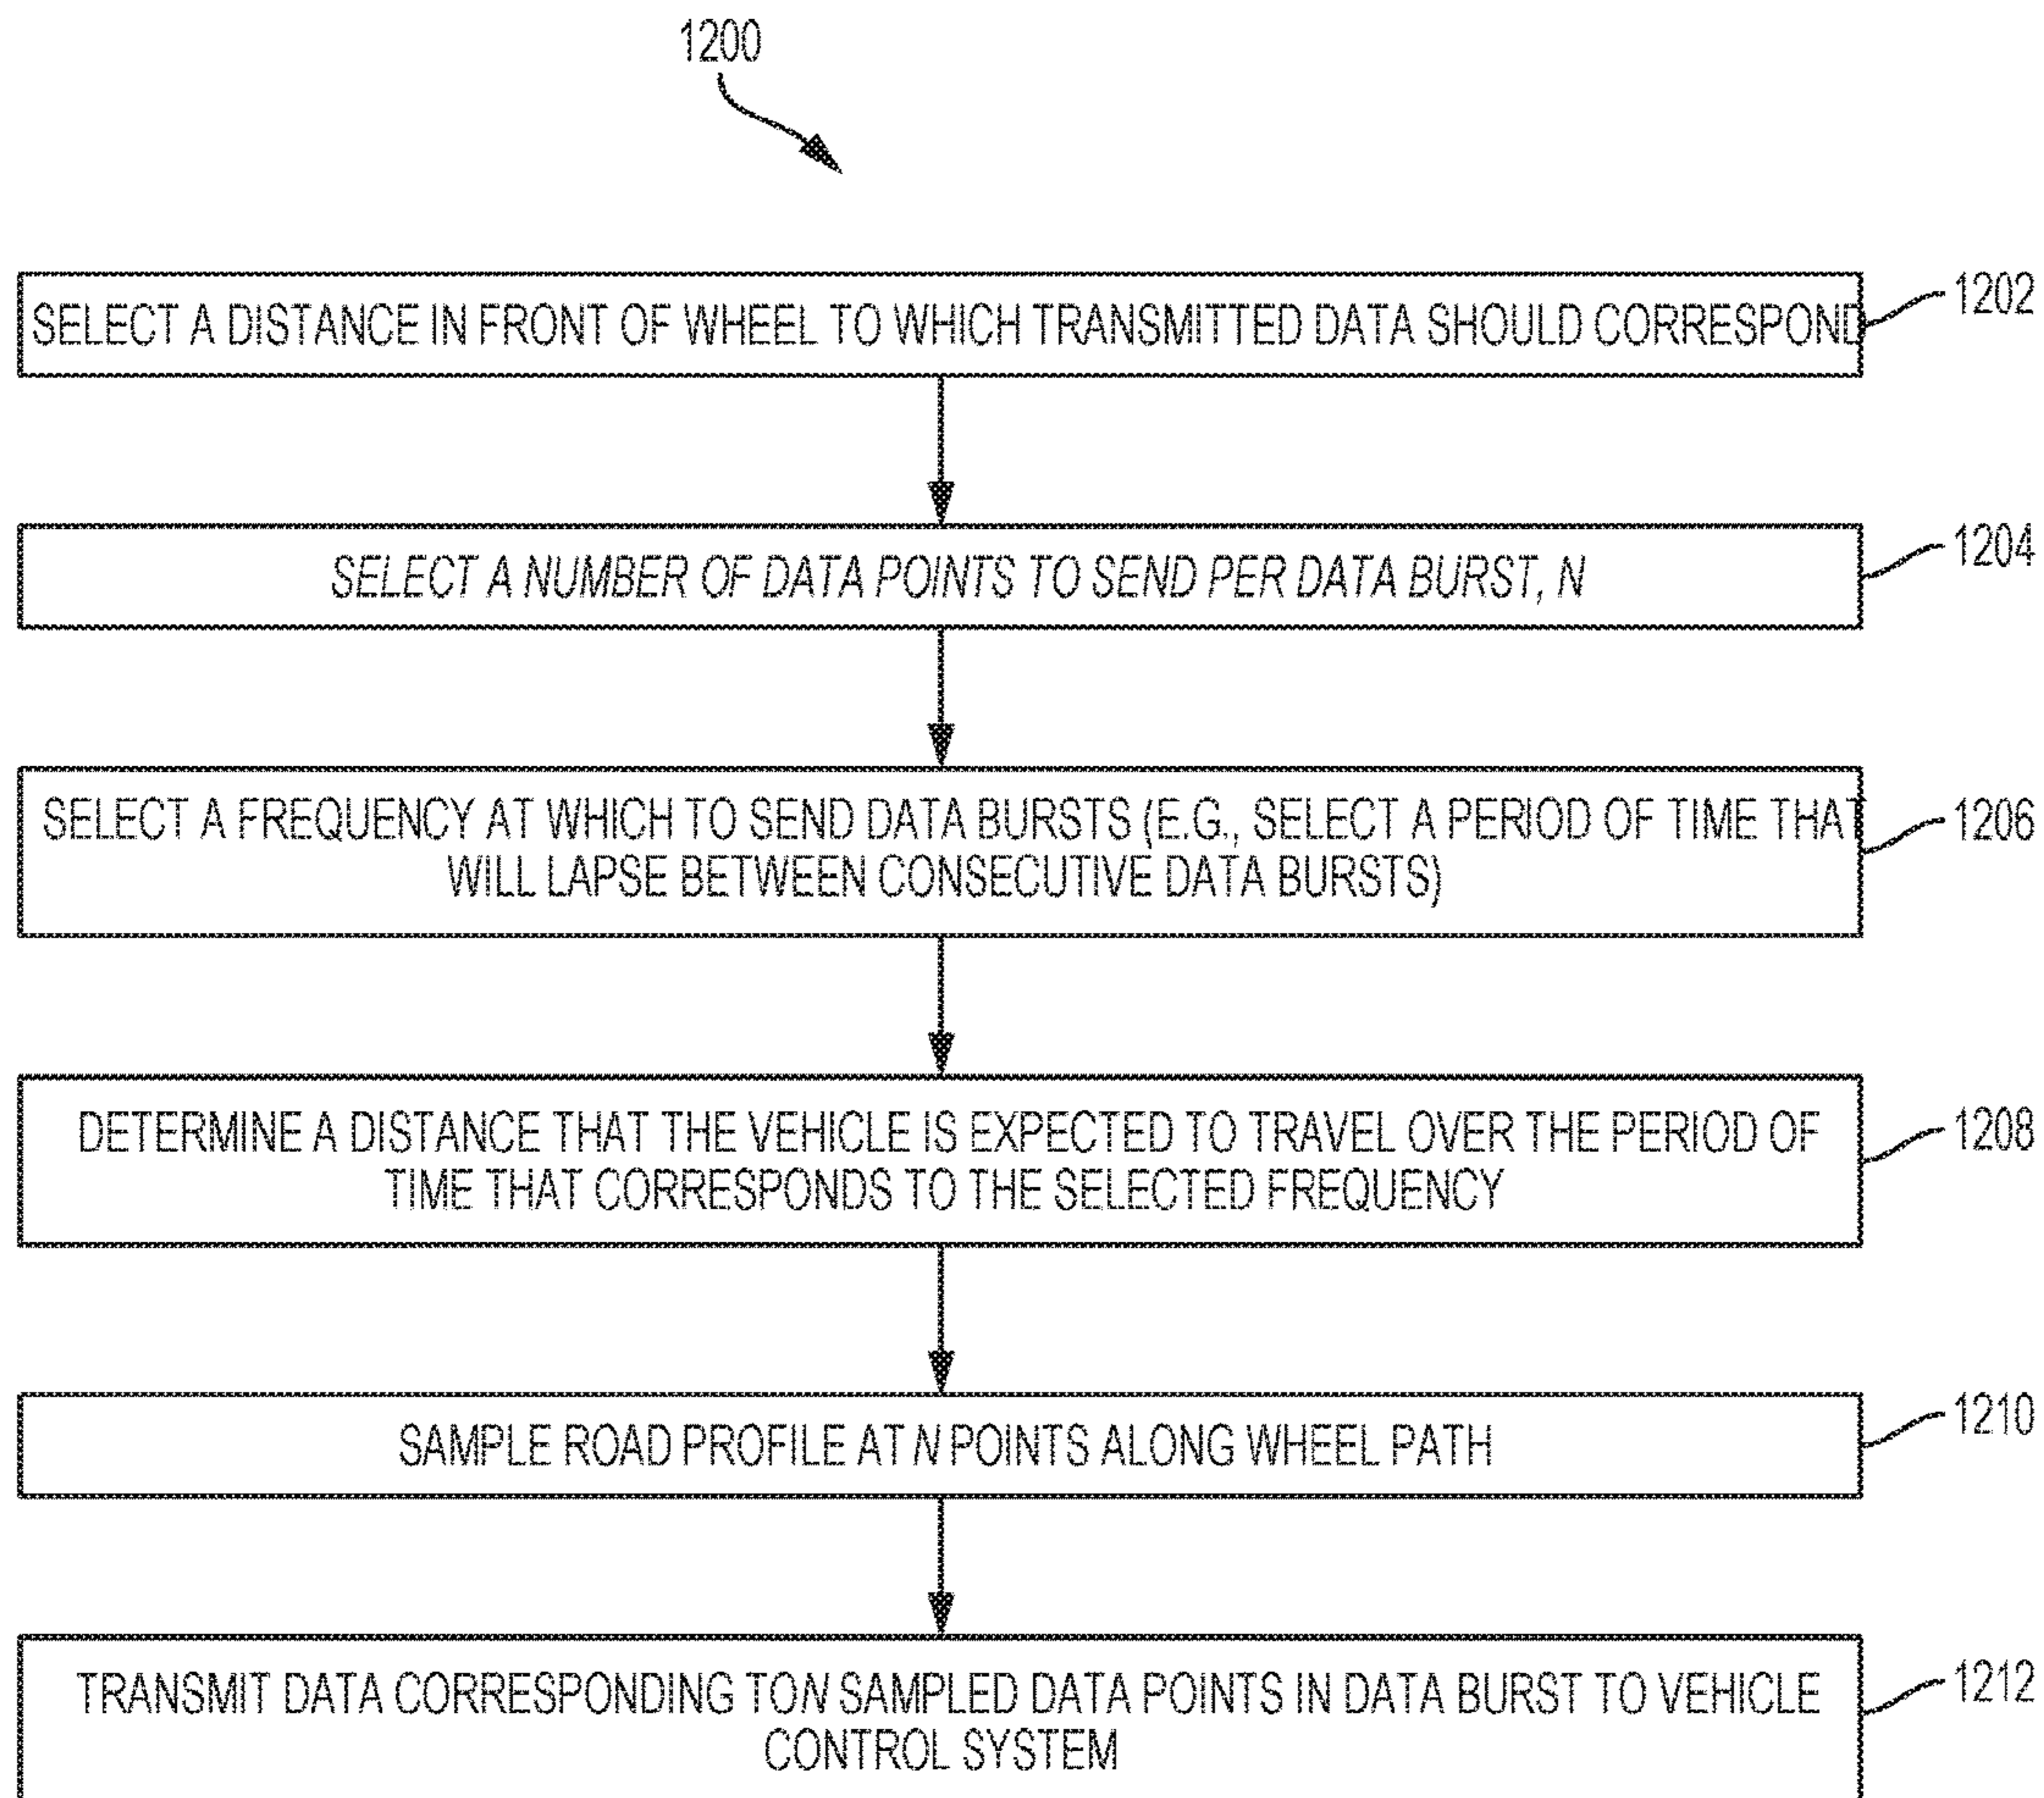 1200
SELECT A DISTANCE IN FRONT OF WHEEL TO WHICH TRANSMITTED DATA SHOULD CORRESPOND
1202
SELECT A NUMBER OF DATA POINTS TO SEND PER DATA BURST, N
1204
SELECT A FREQUENCY AT WHICH TO SEND DATA BURSTS (E.G., SELECT A PERIOD OF TIME THAT
WILL LAPSE BETWEEN CONSECUTIVE DATA BURSTS)
1206
DETERMINE A DISTANCE THAT THE VEHICLE IS EXPECTED TO TRAVEL OVER THE PERIOD OF
TIME THAT CORRESPONDS TO THE SELECTED FREQUENCY
1208
SAMPLE ROAD PROFILE AT N POINTS ALONG WHEEL PATH
1210
TRANSMIT DATA CORRESPONDING TO N SAMPLED DATA POINTS IN DATA BURST TO VEHICLE
CONTROL SYSTEM
1212